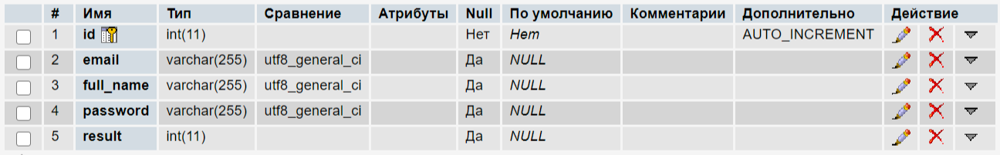 # Имя Тип Сравнение Атрибуты Null По умолчанию Комментарии Дополнительно Действие
1 id int(11) Нет Нет AUTO_INCREMENT
2 email varchar(255) utf8_general_ci Да NULL
3 full_name varchar(255) utf8_general_ci Да NULL
4 password varchar(255) utf8_general_ci Да NULL
5 result int(11) Да NULL